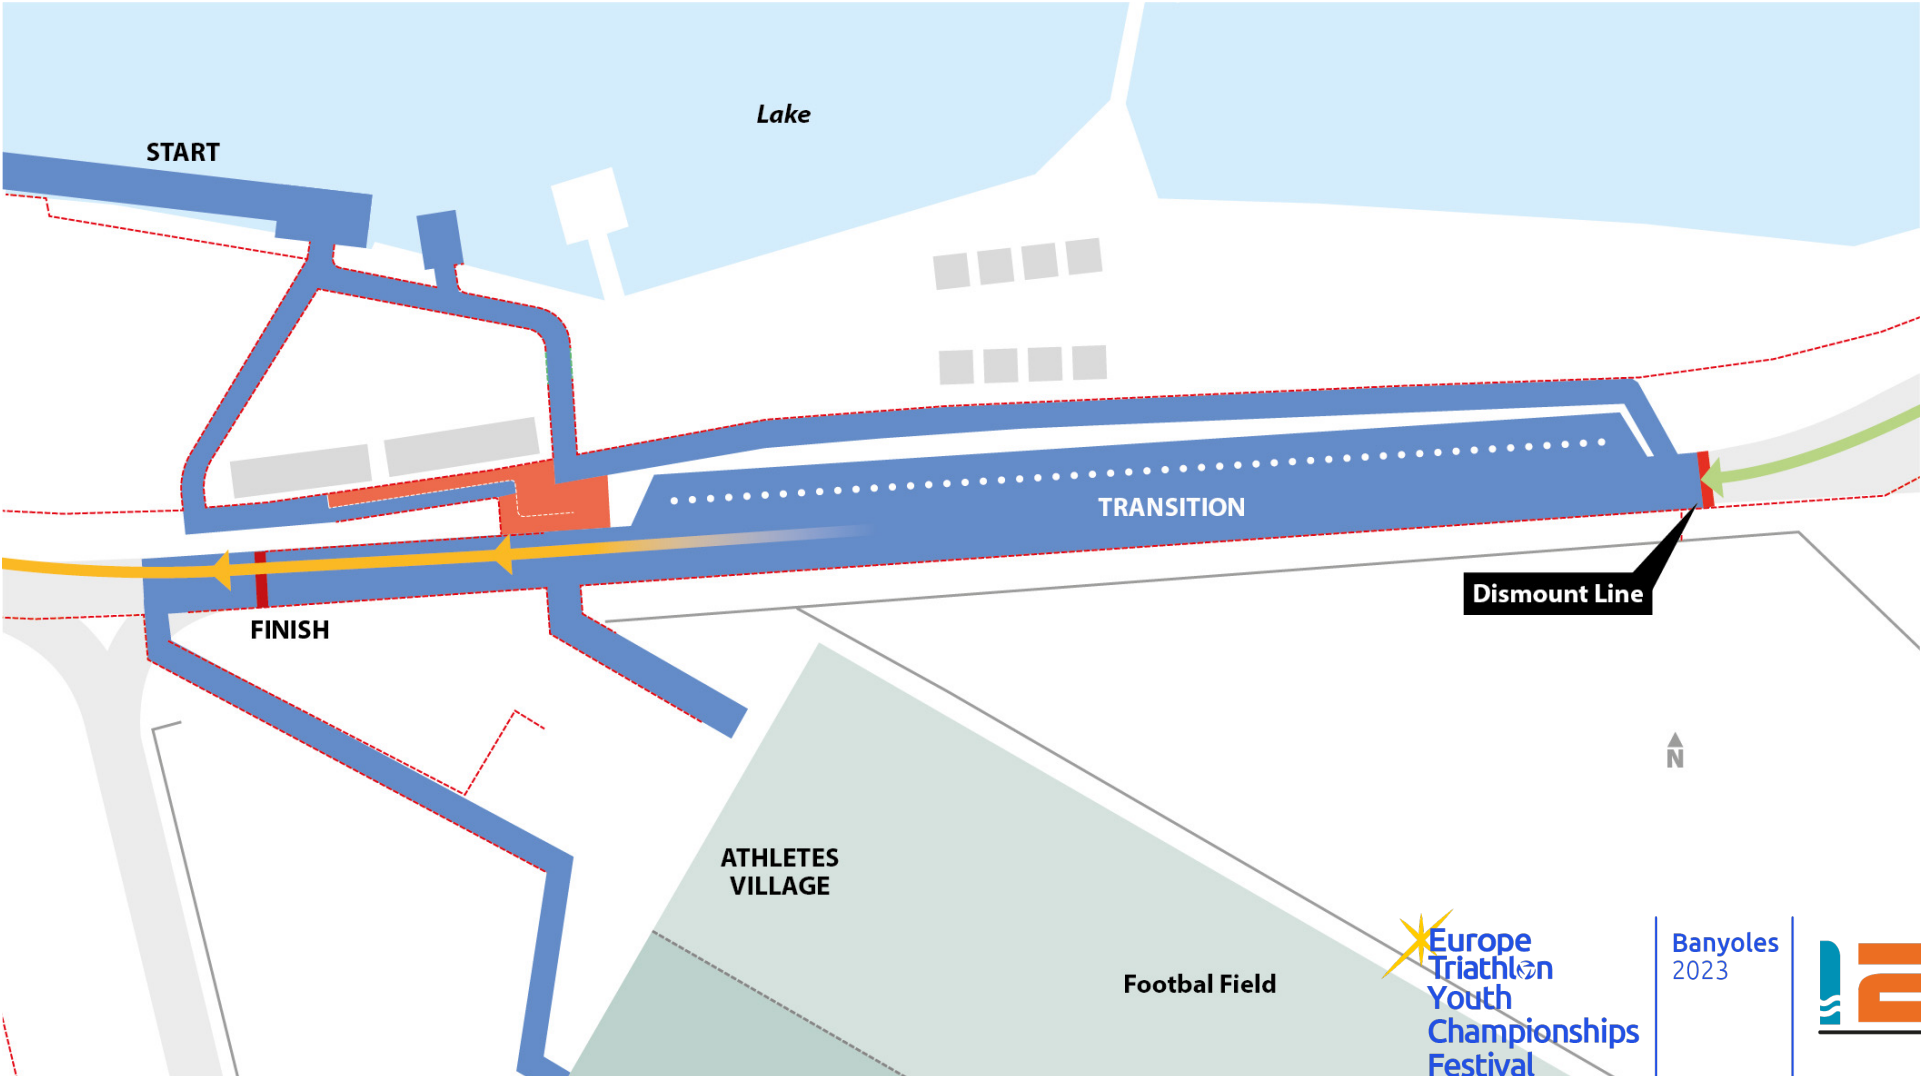 Lake
START
TRANSITION
Dismount Line
FINISH
N
ATHLETES
VILLAGE
Footbal Field
Europe
Triathlon
Youth
Championships
Festival
Banyoles
2023